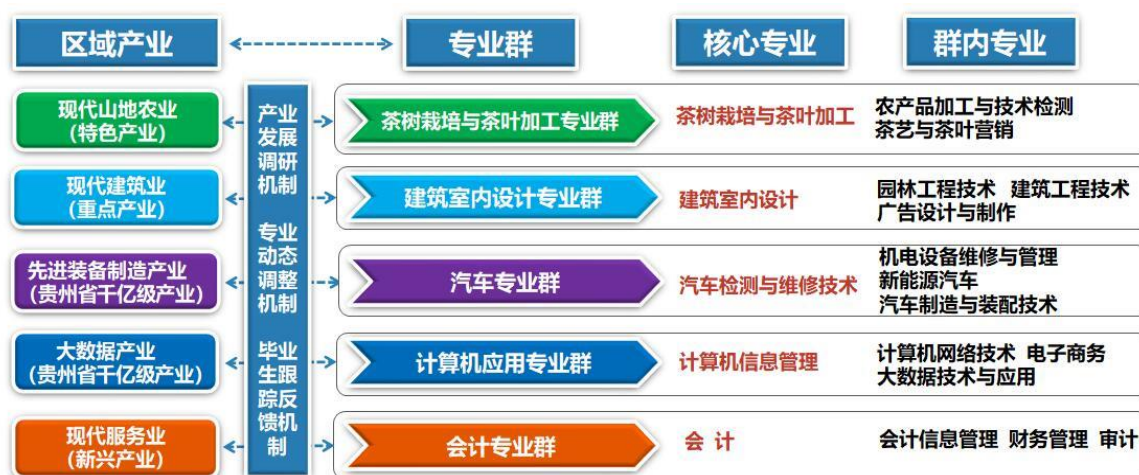 区域产业
专业群
核心专业
群内专业
现代山地农业
(特色产业)
现代建筑业
(重点产业)
先进装备制造产业
(贵州省千亿级产业)
大数据产业
(贵州省千亿级产业)
现代服务业
(新兴产业)
产业
发展
调研
机制
专业
动态
调整
机制
毕业
生跟
踪反
馈机
制
茶树栽培与茶叶加工专业群
茶树栽培与茶叶加工
农产品加工与技术检测
茶艺与茶叶营销
建筑室内设计专业群
建筑室内设计
园林工程技术 建筑工程技术
广告设计与制作
汽车专业群
汽车检测与维修技术
机电设备维修与管理
新能源汽车
汽车制造与装配技术
计算机应用专业群
计算机信息管理
计算机网络技术 电子商务
大数据技术与应用
会计专业群
会 计
会计信息管理 财务管理 审计